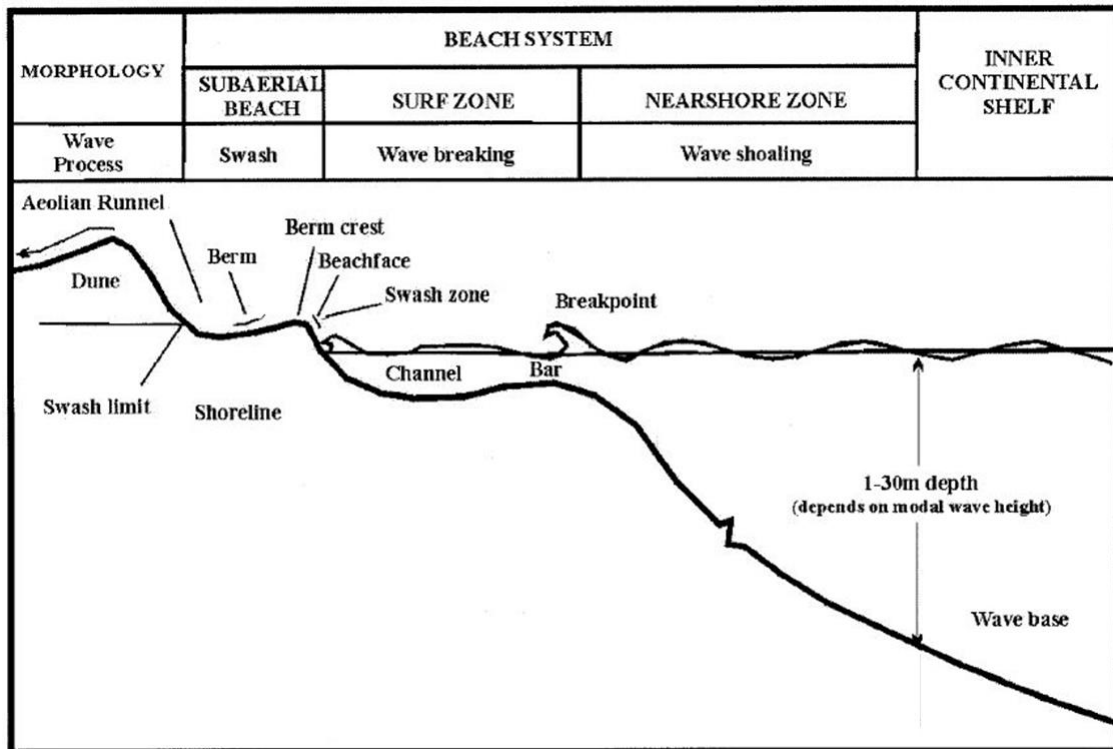 BEACH SYSTEM
MORPHOLOGY
INNER
CONTINENTAL
SHELF
SUBAERIAL
BEACH
SURF ZONE
NEARSHORE ZONE
Wave
Process
Swash
Wave breaking
Wave shoaling
Aeolian Runnel
Berm crest
Berm
Beachface
Dune
Swash zone
Breakpoint
Channel
Bar
Swash limit
Shoreline
1-30m depth
(depends on modal wave height)
Wave base